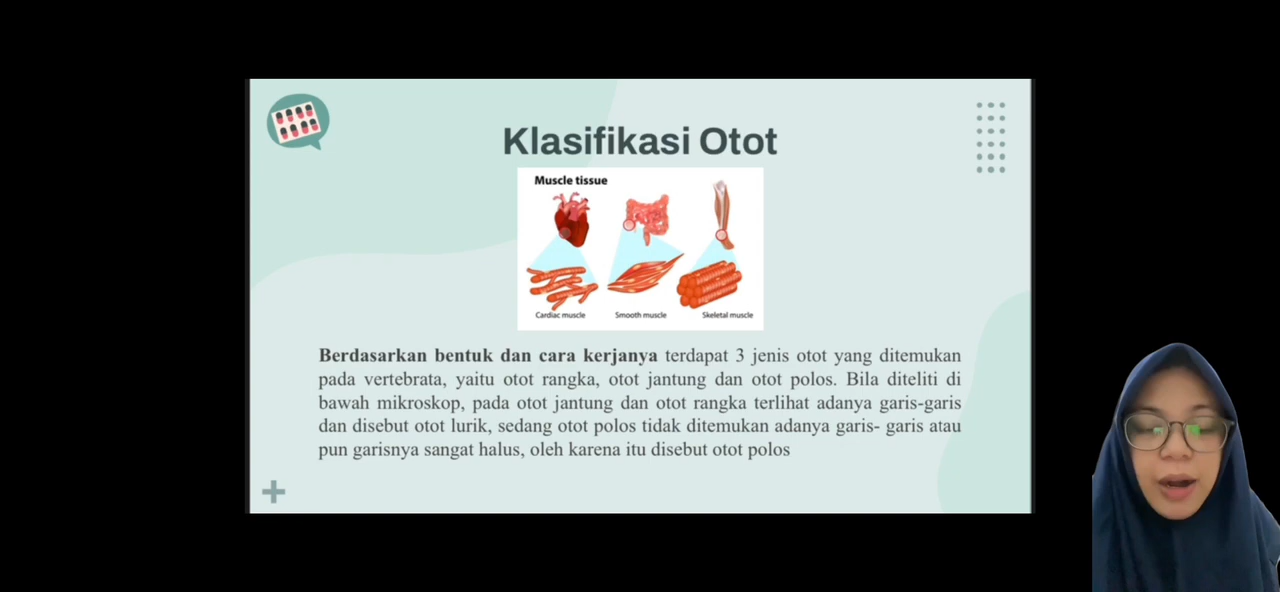 Klasifikasi Otot
Muscle tissue
Cardiac muscle
Smooth muscle
Skeletal muscle
Berdasarkan bentuk dan cara kerjanya terdapat 3 jenis otot yang ditemukan
pada vertebrata, yaitu otot rangka, otot jantung dan otot polos. Bila diteliti di
bawah mikroskop, pada otot jantung dan otot rangka terlihat adanya garis-garis
dan disebut otot lurik, sedang otot polos tidak ditemukan adanya garis- garis atau
pun garisnya sangat halus, oleh karena itu disebut otot polos